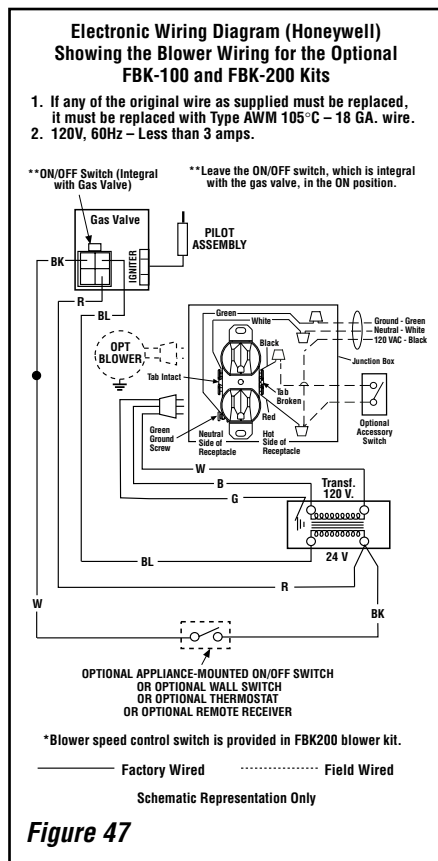 Electronic Wiring Diagram (Honeywell)
Showing the Blower Wiring for the Optional
FBK-100 and FBK-200 Kits
1. If any of the original wire as supplied must be replaced,
it must be replaced with Type AWM 105°C – 18 GA. wire.
2. 120V, 60Hz – Less than 3 amps.
**ON/OFF Switch (Integral
with Gas Valve)
**Leave the ON/OFF switch, which is integral
with the gas valve, in the ON position.
Gas Valve
IGNITER
PILOT
ASSEMBLY
BK
R
BL
Green
White
Ground - Green
Neutral - White
120 VAC - Black
OPT
BLOWER
Black
Junction Box
Tab Intact
Tab
Broken
Red
Green
Ground
Screw
Neutral
Side of
Receptacle
Hot
Side of
Receptacle
Optional
Accessory
Switch
W
B
G
Transf.
120 V.
24 V
BL
R
W
BK
OPTIONAL APPLIANCE-MOUNTED ON/OFF SWITCH
OR OPTIONAL WALL SWITCH
OR OPTIONAL THERMOSTAT
OR OPTIONAL REMOTE RECEIVER
*Blower speed control switch is provided in FBK200 blower kit.
Factory Wired
Field Wired
Schematic Representation Only
Figure 47